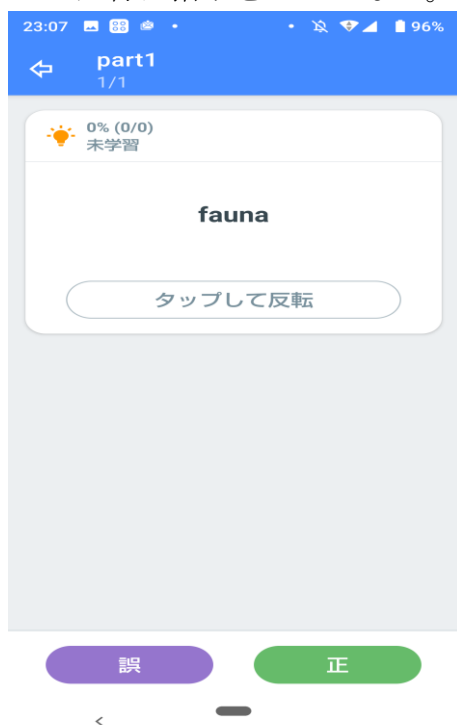 23:07 96%
part1
1/1
0% (0/0)
未学習
fauna
タップして反転
誤 正